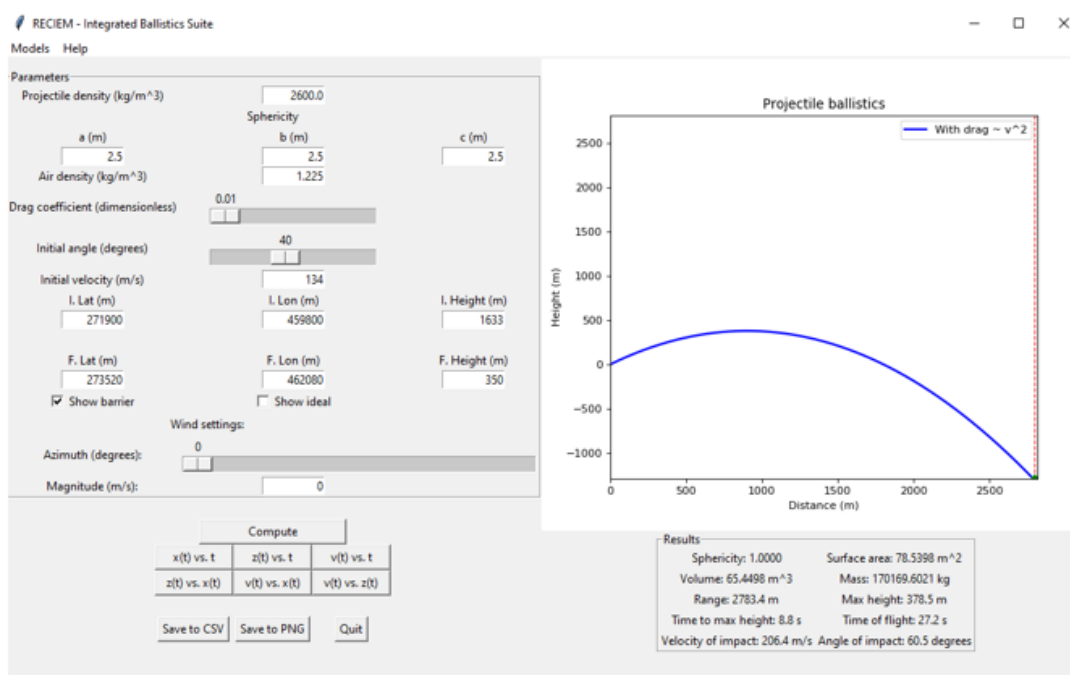 RECIEM - Integrated Ballistics Suite
Models Help
Parameters
Projectile density (kg/m^3) 2600.0
Sphericity
a (m) b (m) c (m)
2.5 2.5 2.5
Air density (kg/m^3) 1.225
0.01
Drag coefficient (dimensionless)
40
Initial angle (degrees)
Initial velocity (m/s) 134
I. Lat (m) I. Lon (m) I. Height (m)
271900 459800 1633
F. Lat (m) F. Lon (m) F. Height (m)
273520 462080 350
Show barrier Show ideal
Wind settings:
0
Azimuth (degrees):
Magnitude (m/s): 0
Compute
x(t) vs. t z(t) vs. t v(t) vs. t
z(t) vs. x(t) v(t) vs. x(t) v(t) vs. z(t)
Save to CSV Save to PNG Quit
Projectile ballistics
With drag ~ v^2
2500
2000
1500
1000
500
0
−500
−1000
Height (m)
0 500 1000 1500 2000 2500
Distance (m)
Results
Sphericity: 1.0000 Surface area: 78.5398 m^2
Volume: 65.4498 m^3 Mass: 170169.6021 kg
Range: 2783.4 m Max height: 378.5 m
Time to max height: 8.8 s Time of flight: 27.2 s
Velocity of impact: 206.4 m/s Angle of impact: 60.5 degrees